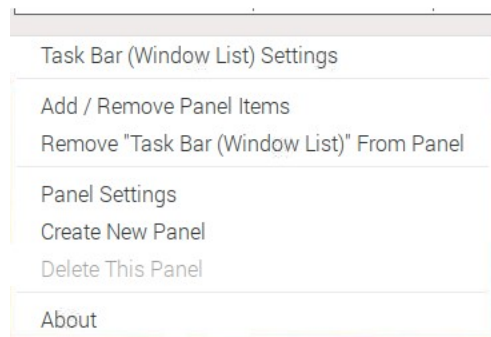 Task Bar (Window List) Settings
Add / Remove Panel Items
Remove "Task Bar (Window List)" From Panel
Panel Settings
Create New Panel
Delete This Panel
About